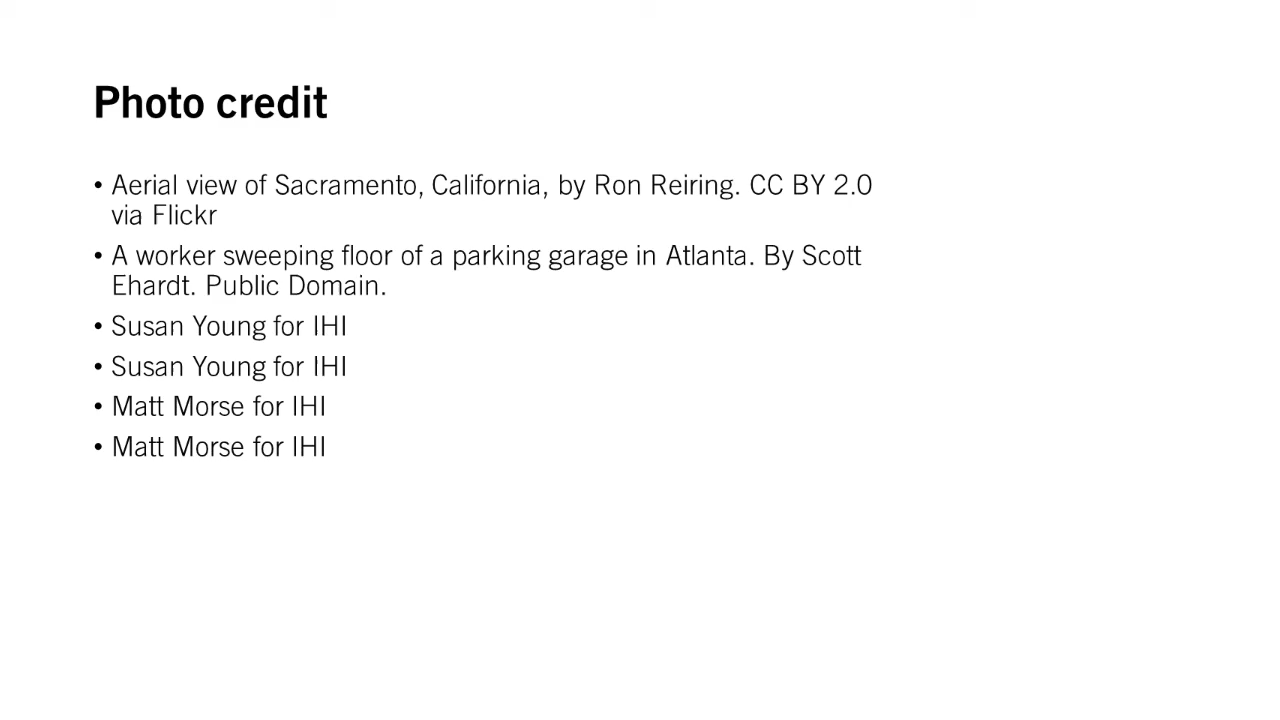 Photo credit
• Aerial view of Sacramento, California, by Ron Reiring. CC BY 2.0
via Flickr
• A worker sweeping floor of a parking garage in Atlanta. By Scott
Ehardt. Public Domain.
• Susan Young for IHI
• Susan Young for IHI
• Matt Morse for IHI
• Matt Morse for IHI